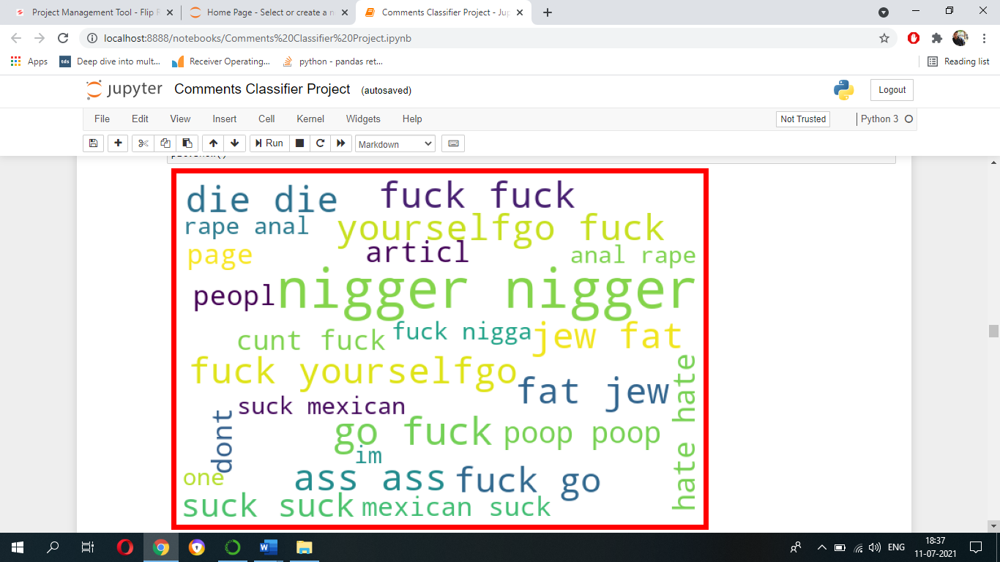 Project Management Tool - Flip R
Home Page - Select or create a n
Comments Classifier Project - Jup
localhost:8888/notebooks/Comments%20Classifier%20Project.ipynb
Apps
tds Deep dive into mult...
Receiver Operating...
python - pandas ret...
Reading list
jupyter Comments Classifier Project (autosaved)
Logout
File Edit View Insert Cell Kernel Widgets Help
Not Trusted
Python 3
Run
Markdown
die die
fuck fuck
rape anal
yourselfgo fuck
page
articl
anal rape
peopl
nigger nigger
cunt fuck
fuck nigga
jew fat
fuck yourselfgo
fat jew
hate hate
suck mexican
dont
go fuck
poop poop
im
one
ass ass
fuck go
suck suck
mexican suck
ENG
18:37
11-07-2021